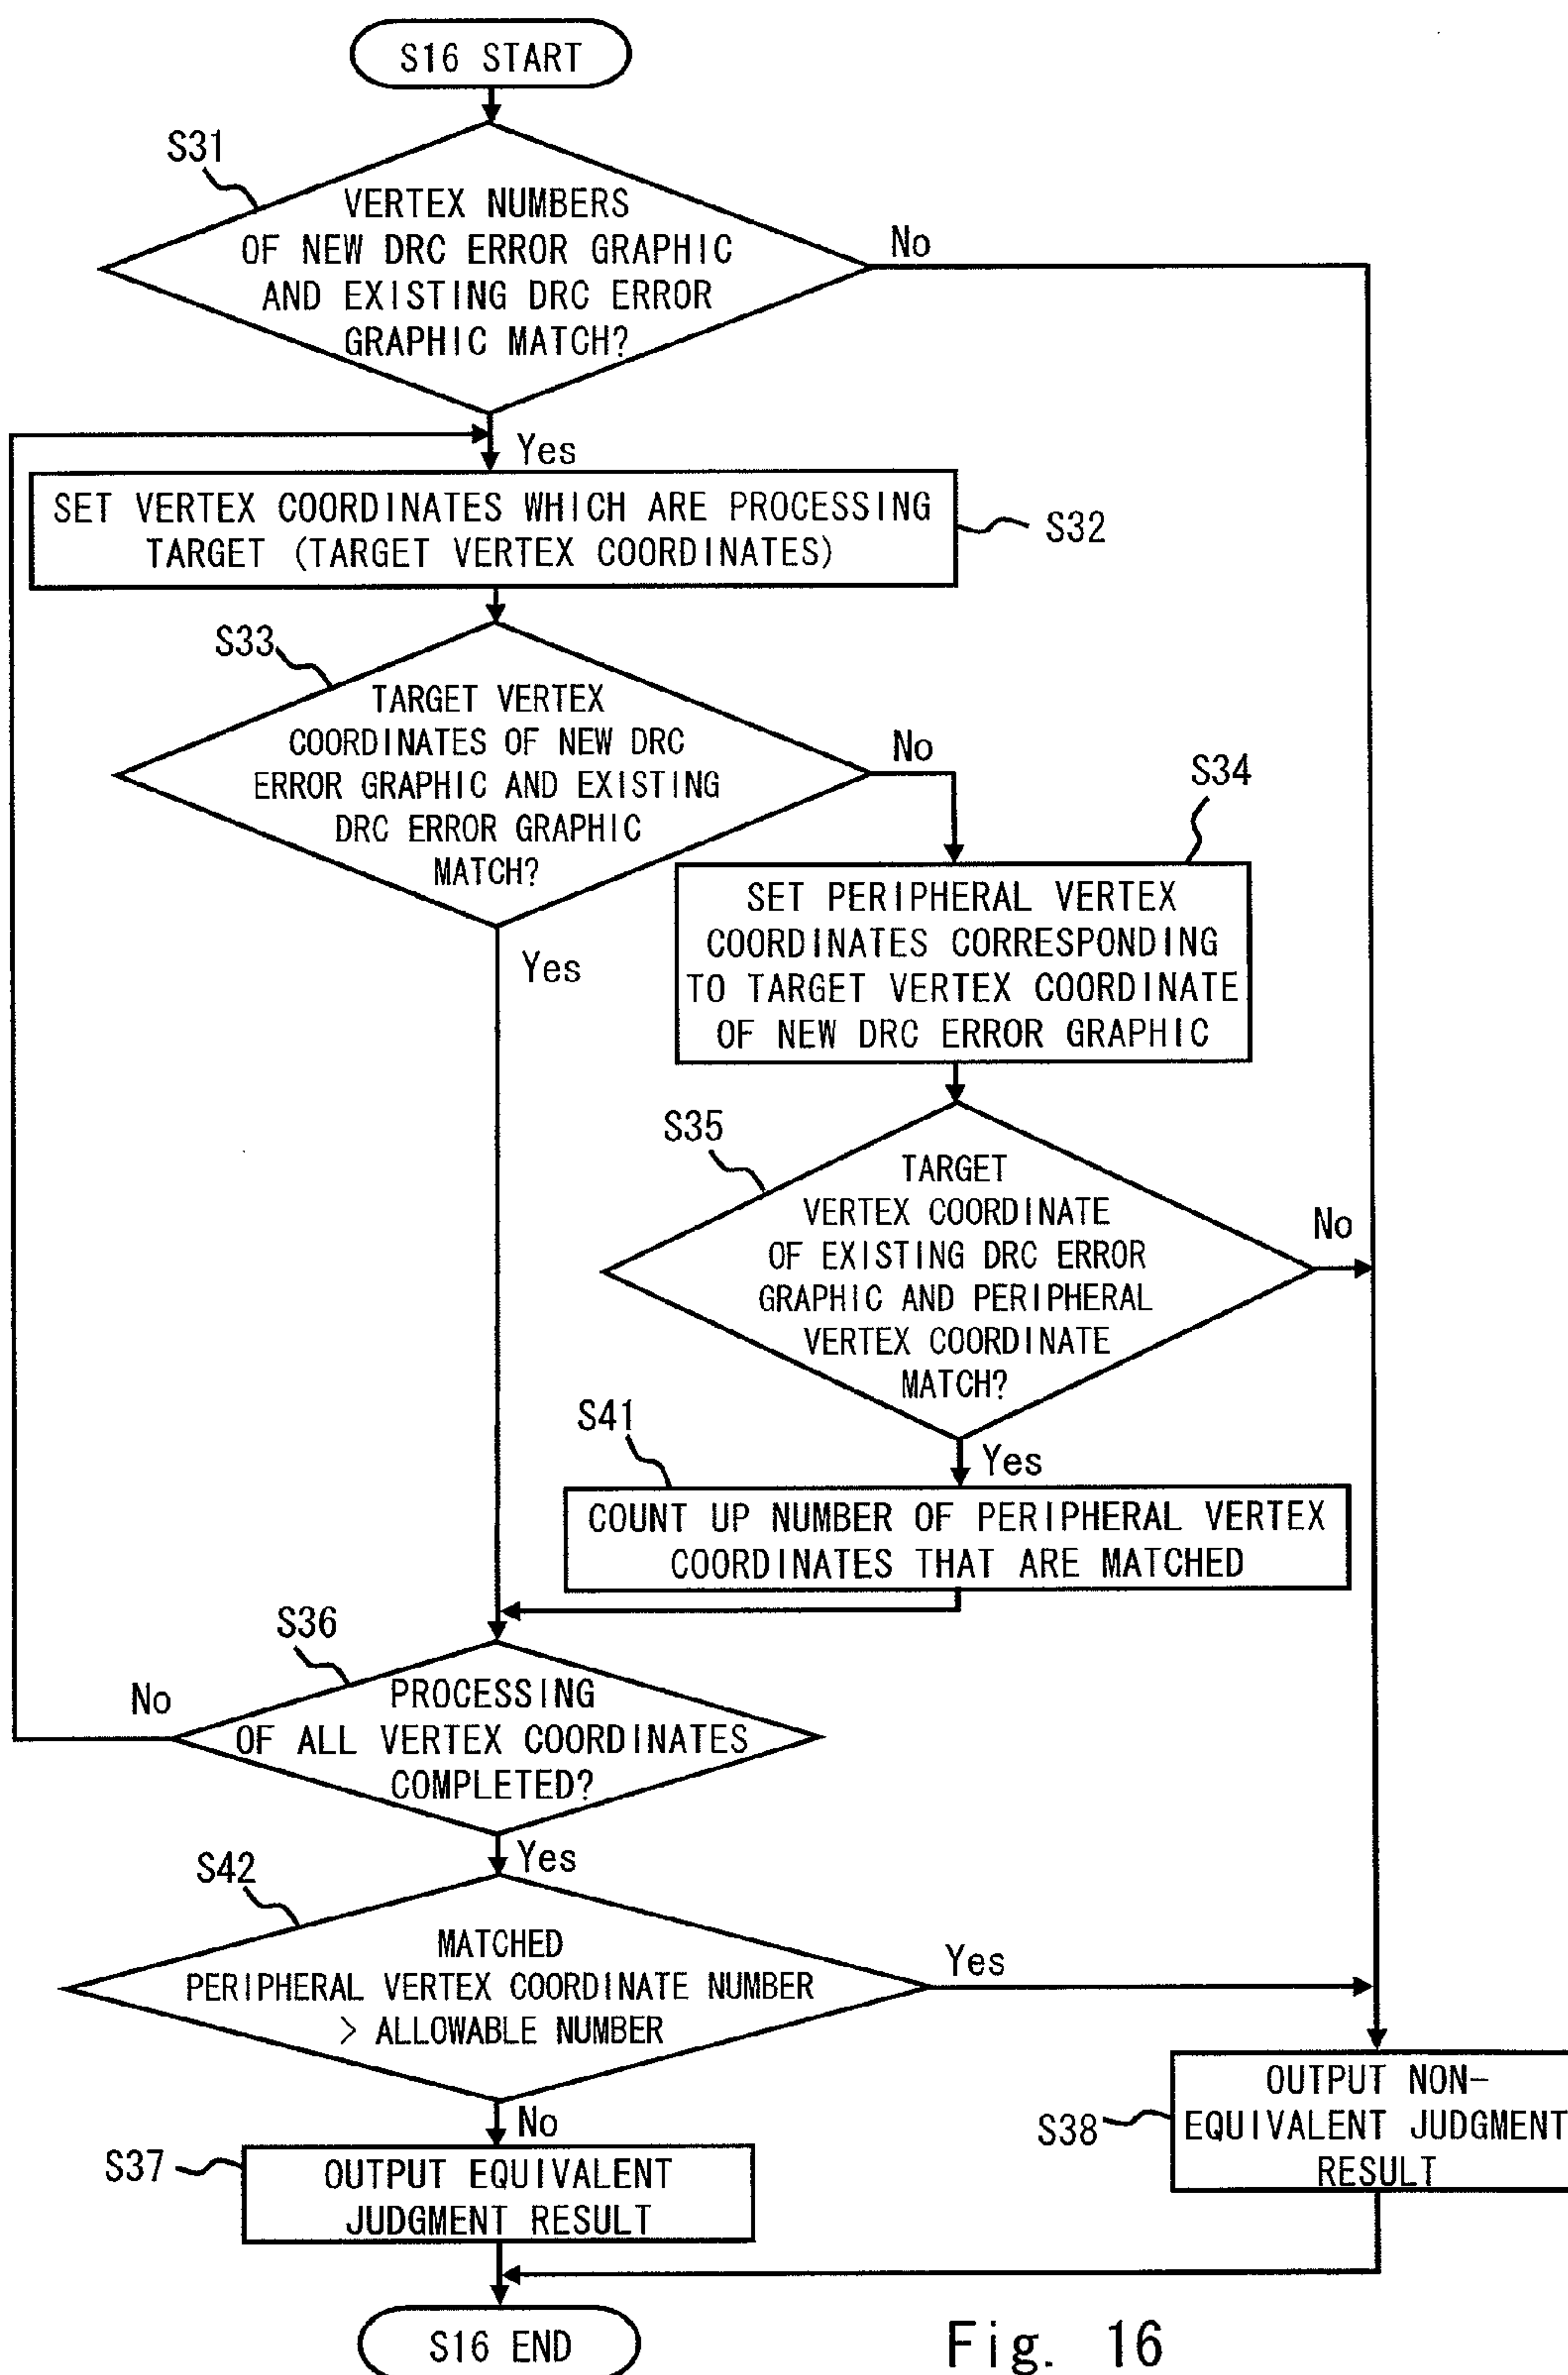 S16 START
S31
VERTEX NUMBERS
OF NEW DRC ERROR GRAPHIC
AND EXISTING DRC ERROR
GRAPHIC MATCH?
No
Yes
SET VERTEX COORDINATES WHICH ARE PROCESSING
TARGET (TARGET VERTEX COORDINATES)
S32
S33
TARGET VERTEX
COORDINATES OF NEW DRC
ERROR GRAPHIC AND EXISTING
DRC ERROR GRAPHIC
MATCH?
No
Yes
S34
SET PERIPHERAL VERTEX
COORDINATES CORRESPONDING
TO TARGET VERTEX COORDINATE
OF NEW DRC ERROR GRAPHIC
S35
TARGET
VERTEX COORDINATE
OF EXISTING DRC ERROR
GRAPHIC AND PERIPHERAL
VERTEX COORDINATE
MATCH?
No
Yes
S41
COUNT UP NUMBER OF PERIPHERAL VERTEX
COORDINATES THAT ARE MATCHED
S36
PROCESSING
OF ALL VERTEX COORDINATES
COMPLETED?
No
Yes
S42
MATCHED
PERIPHERAL VERTEX COORDINATE NUMBER
> ALLOWABLE NUMBER
Yes
No
S37
OUTPUT EQUIVALENT
JUDGMENT RESULT
S38
OUTPUT NON-
EQUIVALENT JUDGMENT
RESULT
S16 END
Fig. 16